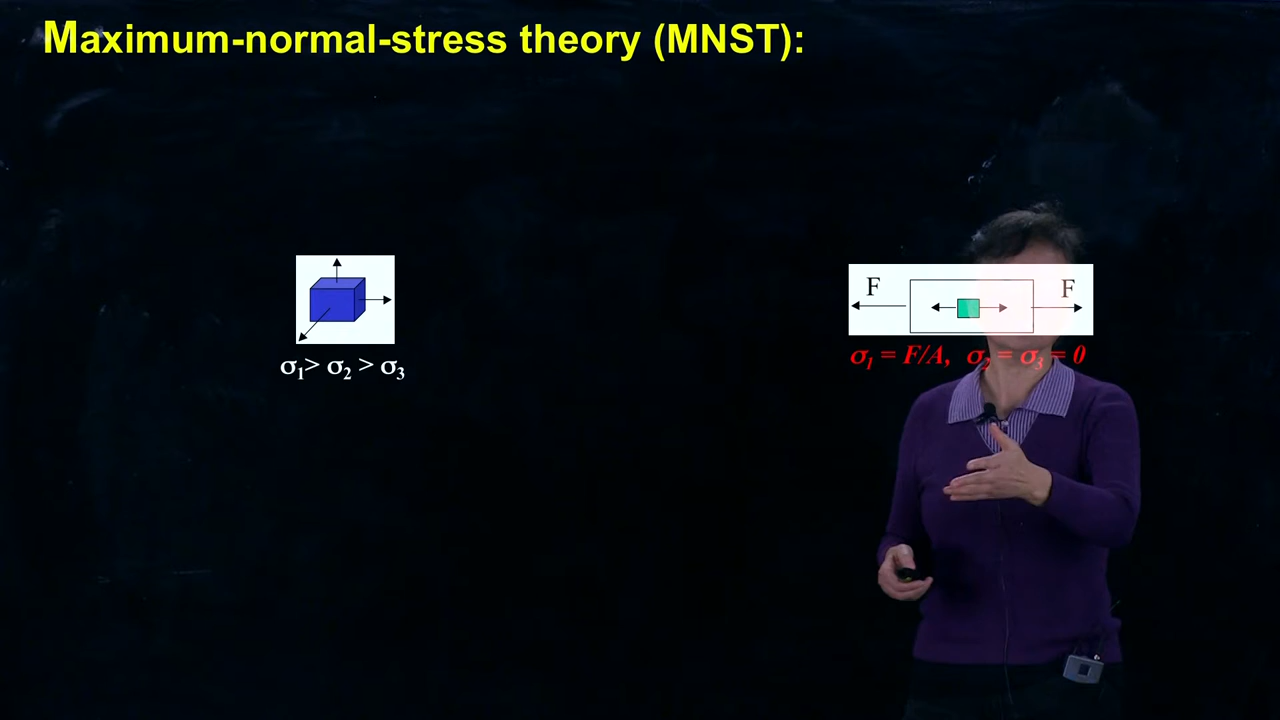 Maximum-normal-stress theory (MNST):
F F
σ₁> σ₂ > σ₃
σ₁ = F/A, σ₂ = σ₃ = 0